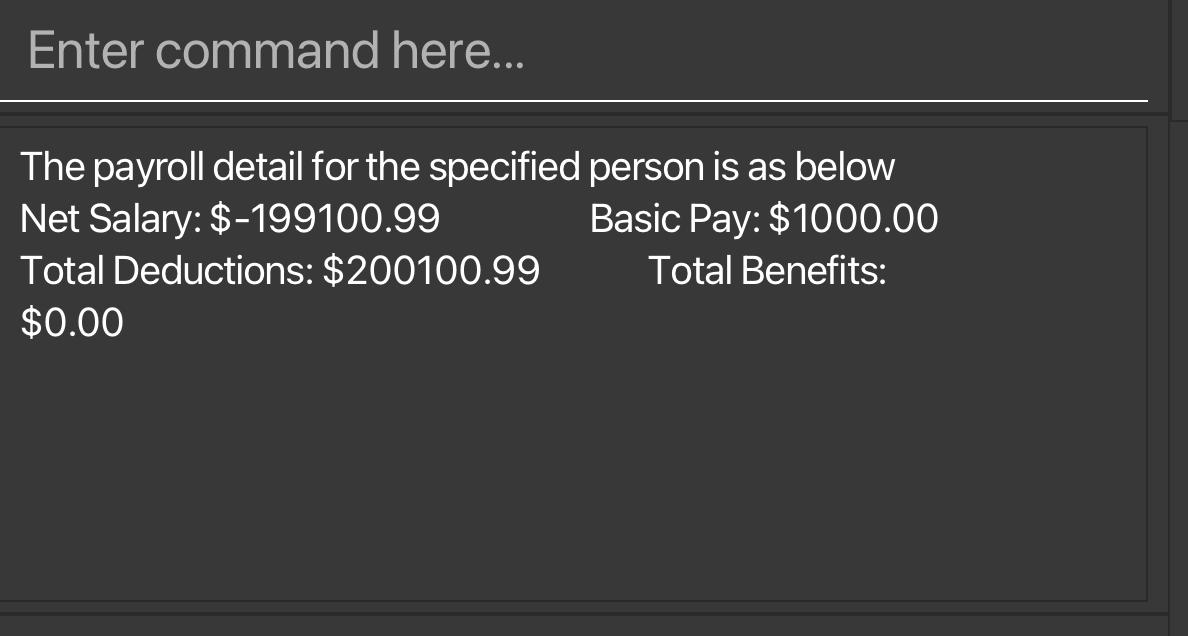 Enter command here...
The payroll detail for the specified person is as below
Net Salary: $-199100.99 Basic Pay: $1000.00
Total Deductions: $200100.99 Total Benefits:
$0.00